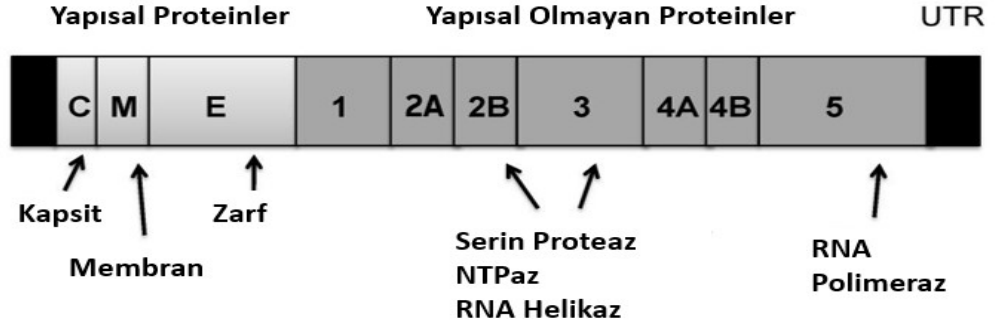 Yapısal Proteinler Yapısal Olmayan Proteinler UTR
C M E 1 2A 2B 3 4A 4B 5
Kapsit Zarf
Membran
Serin Proteaz
NTPaz
RNA Helikaz
RNA
Polimeraz